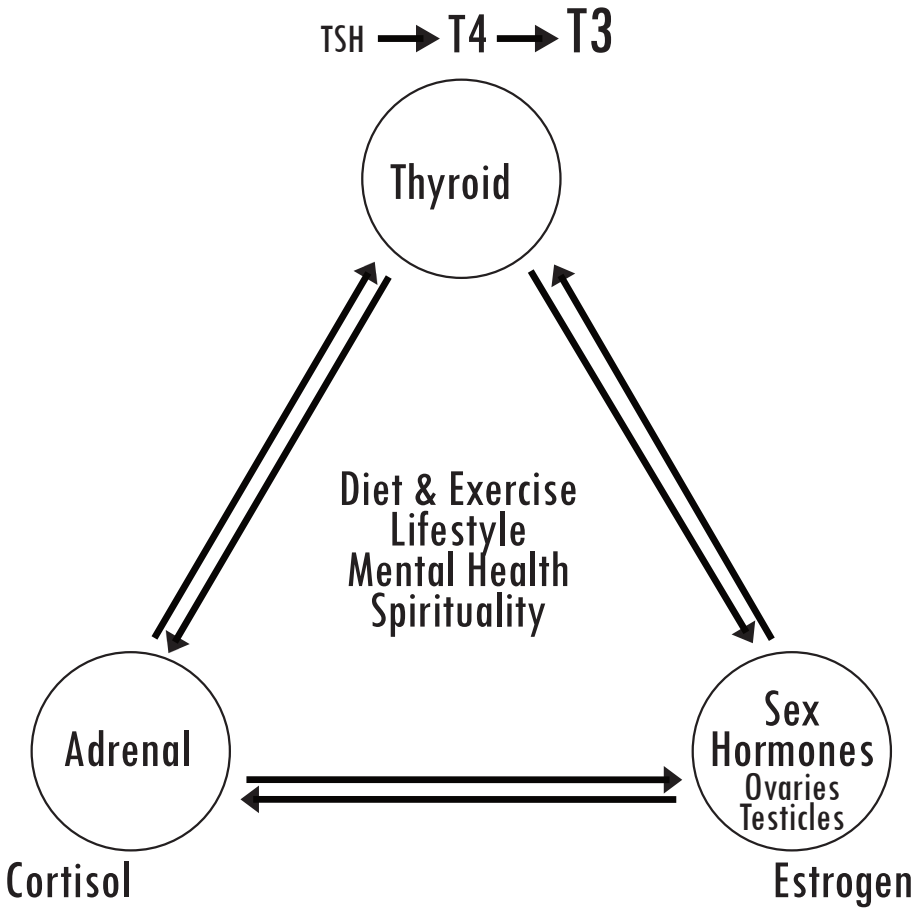 TSH T4 T3
Thyroid
Diet & Exercise
Lifestyle
Mental Health
Spirituality
Adrenal
Sex
Hormones
Ovaries
Testicles
Cortisol
Estrogen